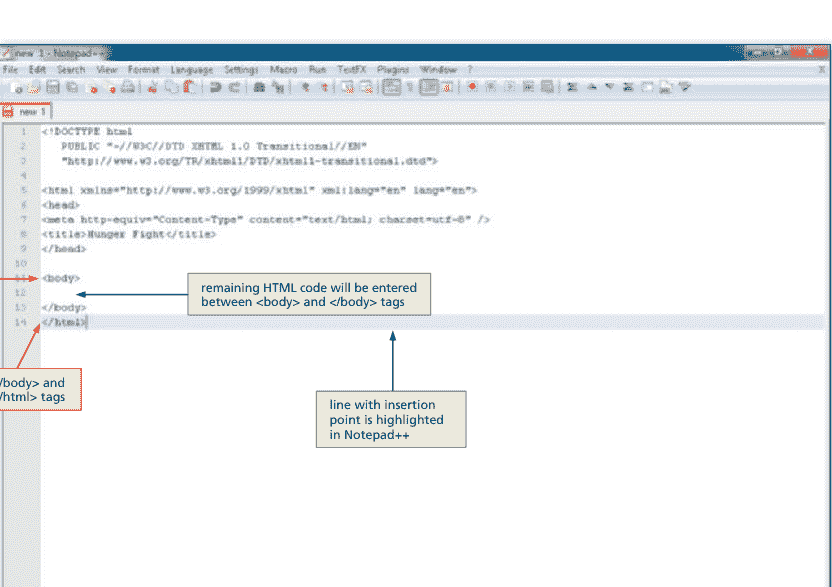 new 1 - Notepad++
File Edit Search View Format Language Settings Macro Run TextFX Plugins Window ? X
new 1
1 <!DOCTYPE html
2 PUBLIC "-//W3C//DTD XHTML 1.0 Transitional//EN"
3 "http://www.w3.org/TR/xhtml1/DTD/xhtml1-transitional.dtd">
4
5 <html xmlns="http://www.w3.org/1999/xhtml" xml:lang="en" lang="en">
6 <head>
7 <meta http-equiv="Content-Type" content="text/html; charset=utf-8" />
8 <title>Hunger Fight</title>
9 </head>
10
11 <body>
12
13 </body>
14 </html>
remaining HTML code will be entered
between <body> and </body> tags
/body> and
/html> tags
line with insertion
point is highlighted
in Notepad++